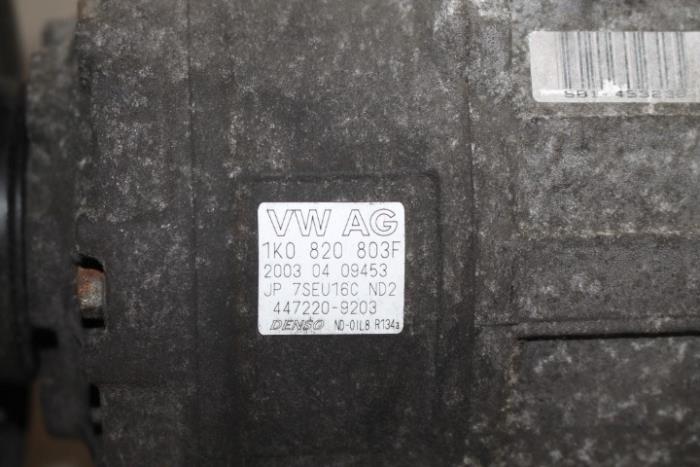 VW AG
1K0 820 803F
2003 04 09453
JP 7SEU16C ND2
447220-9203
DENSO ND-OIL8 R134a